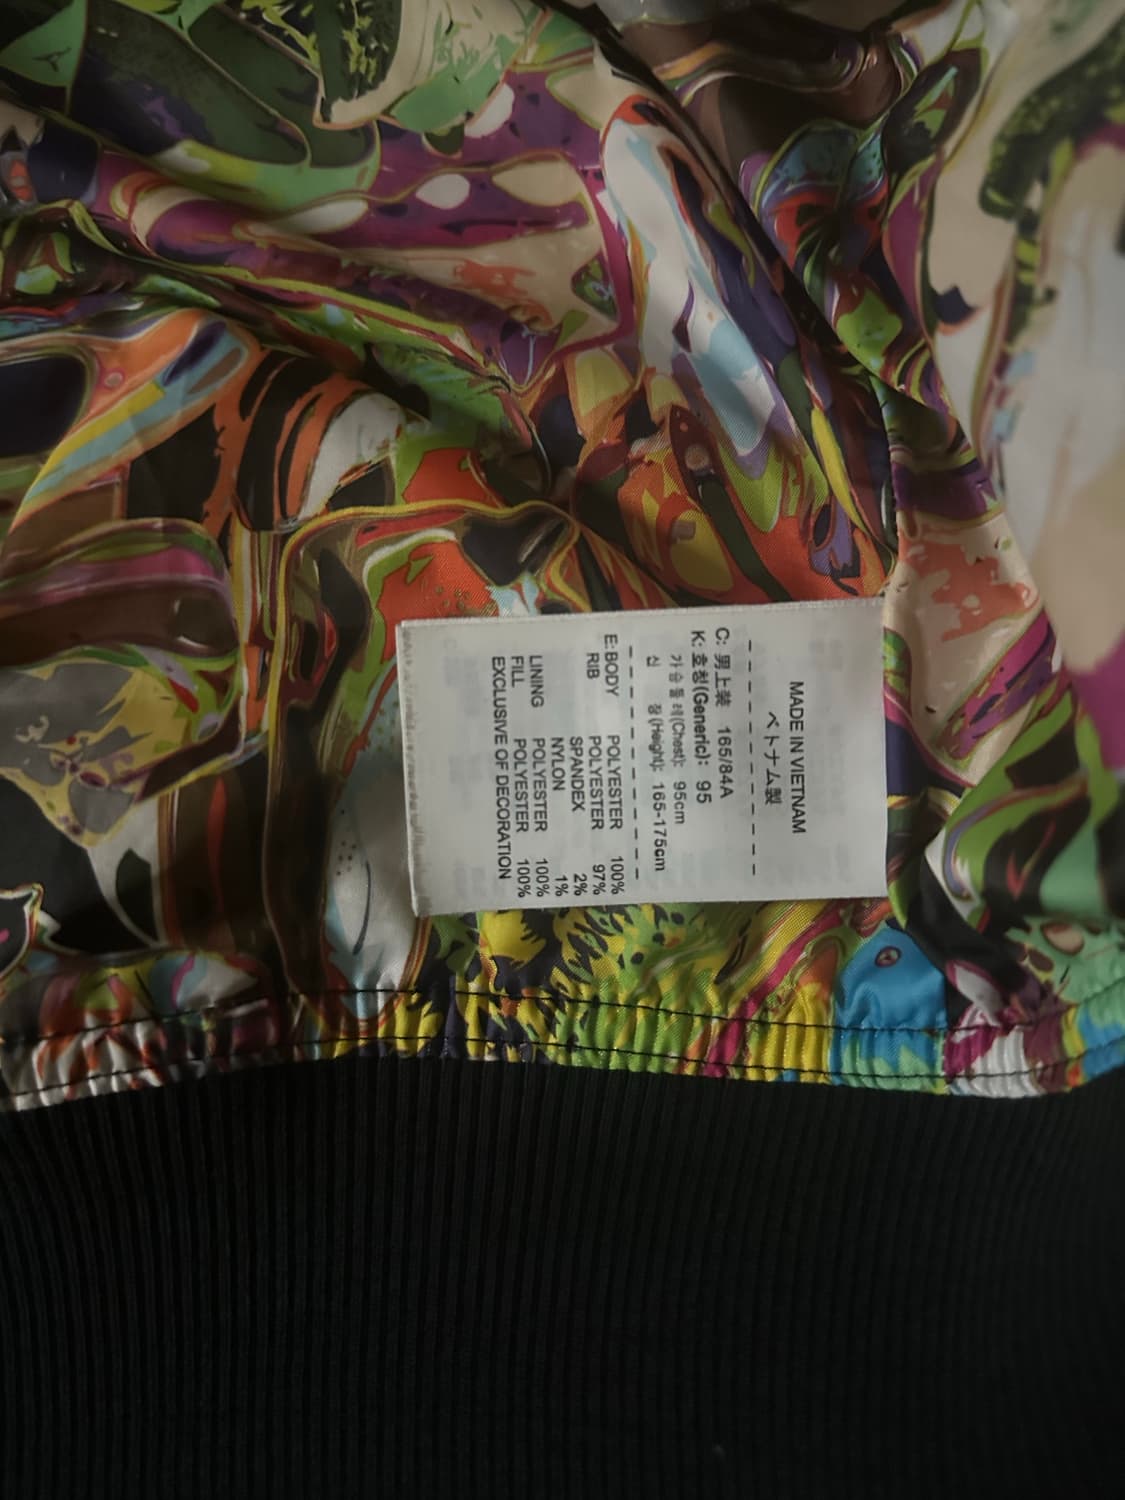 MADE IN VIETNAM
ベトナム製
C: 男上装 165/84A
K: 호칭(Generic): 95
가슴둘레(Chest): 95cm
신 장(Height): 165-175cm
E:BODY POLYESTER 100%
RIB POLYESTER 97%
SPANDEX 2%
NYLON 1%
LINING POLYESTER 100%
FILL POLYESTER 100%
EXCLUSIVE OF DECORATION